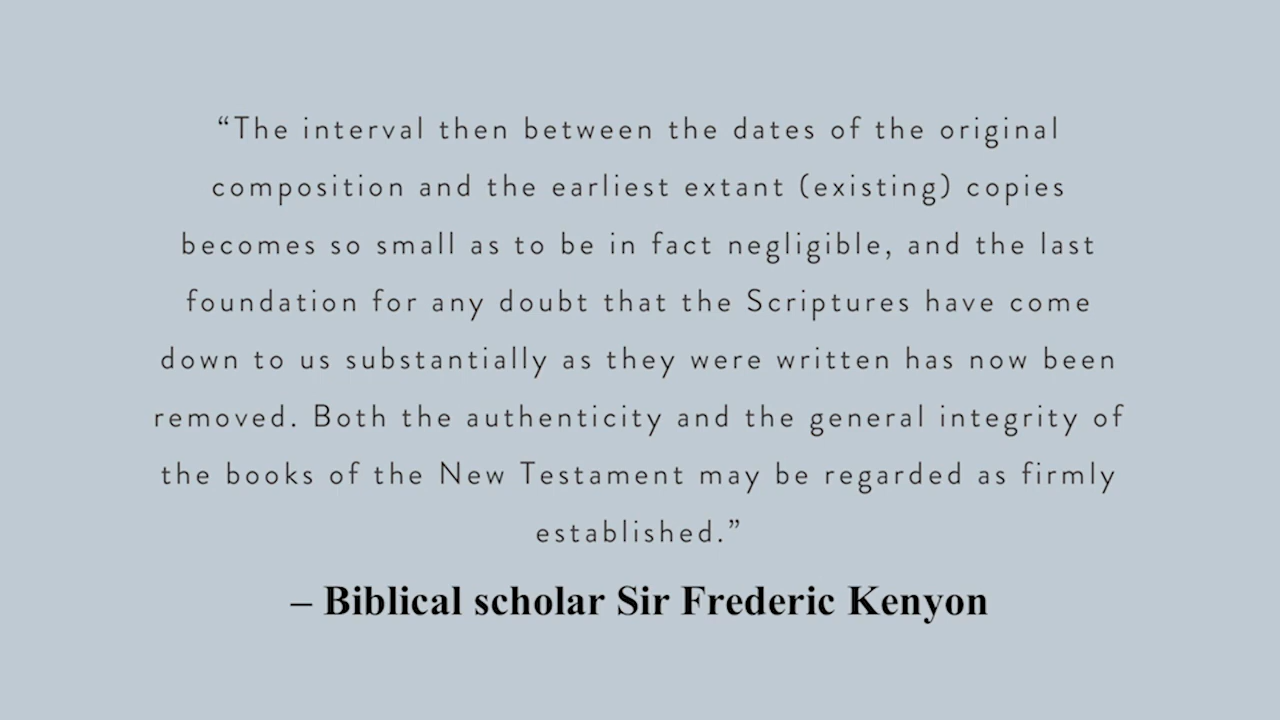 “The interval then between the dates of the original
composition and the earliest extant (existing) copies
becomes so small as to be in fact negligible, and the last
foundation for any doubt that the Scriptures have come
down to us substantially as they were written has now been
removed. Both the authenticity and the general integrity of
the books of the New Testament may be regarded as firmly
established.”
– Biblical scholar Sir Frederic Kenyon